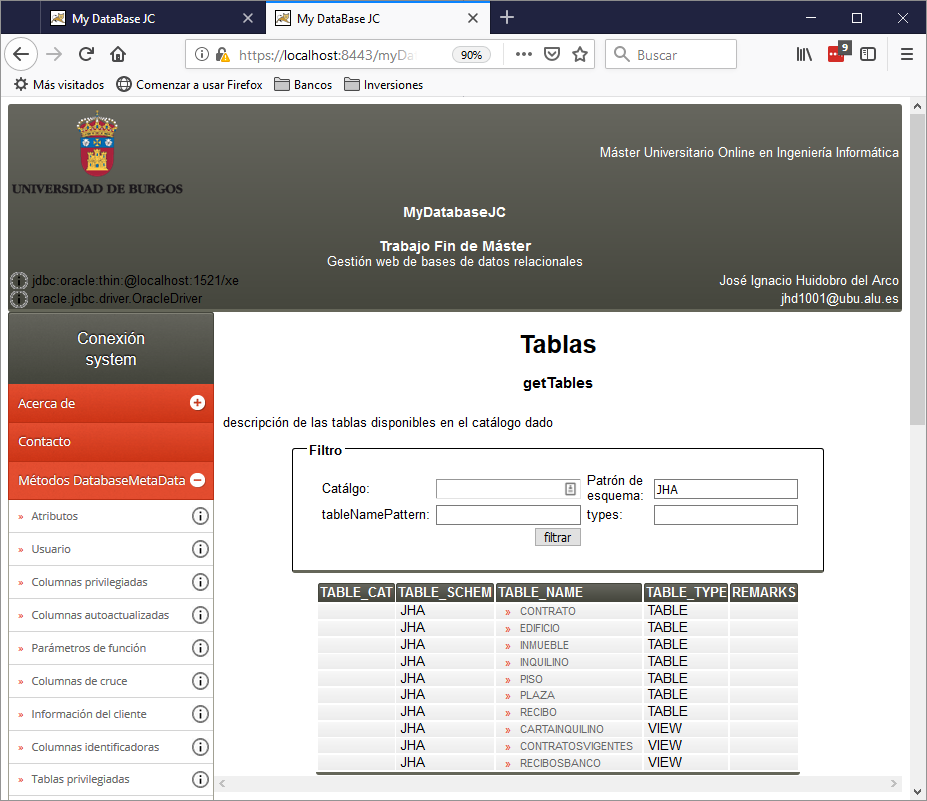 My DataBase JC
My DataBase JC
https://localhost:8443/myDa
90%
Buscar
9
Más visitados
Comenzar a usar Firefox
Bancos
Inversiones
UNIVERSIDAD DE BURGOS
Máster Universitario Online en Ingeniería Informática
MyDatabaseJC
Trabajo Fin de Máster
Gestión web de bases de datos relacionales
jdbc:oracle:thin:@localhost:1521/xe
oracle.jdbc.driver.OracleDriver
José Ignacio Huidobro del Arco
jhd1001@ubu.alu.es
Conexión
system
Acerca de
Contacto
Métodos DatabaseMetaData
» Atributos
» Usuario
» Columnas privilegiadas
» Columnas autoactualizadas
» Parámetros de función
» Columnas de cruce
» Información del cliente
» Columnas identificadoras
» Tablas privilegiadas
Tablas
getTables
descripción de las tablas disponibles en el catálogo dado
Filtro
Catálgo:
Patrón de
esquema:
JHA
tableNamePattern:
types:
filtrar
TABLE_CAT TABLE_SCHEM TABLE_NAME TABLE_TYPE REMARKS
JHA » CONTRATO TABLE
JHA » EDIFICIO TABLE
JHA » INMUEBLE TABLE
JHA » INQUILINO TABLE
JHA » PISO TABLE
JHA » PLAZA TABLE
JHA » RECIBO TABLE
JHA » CARTAINQUILINO VIEW
JHA » CONTRATOSVIGENTES VIEW
JHA » RECIBOSBANCO VIEW